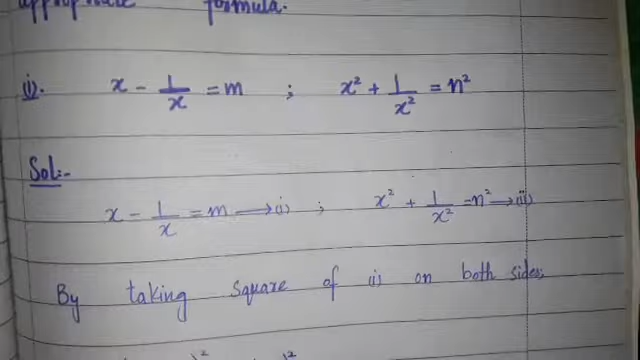 appropriate formula.
(i). x - 1/x = m ; x² + 1/x² = n²
Sol:-
x - 1/x = m → (i) ; x² + 1/x² = n² → (ii)
By taking square of (i) on both sides